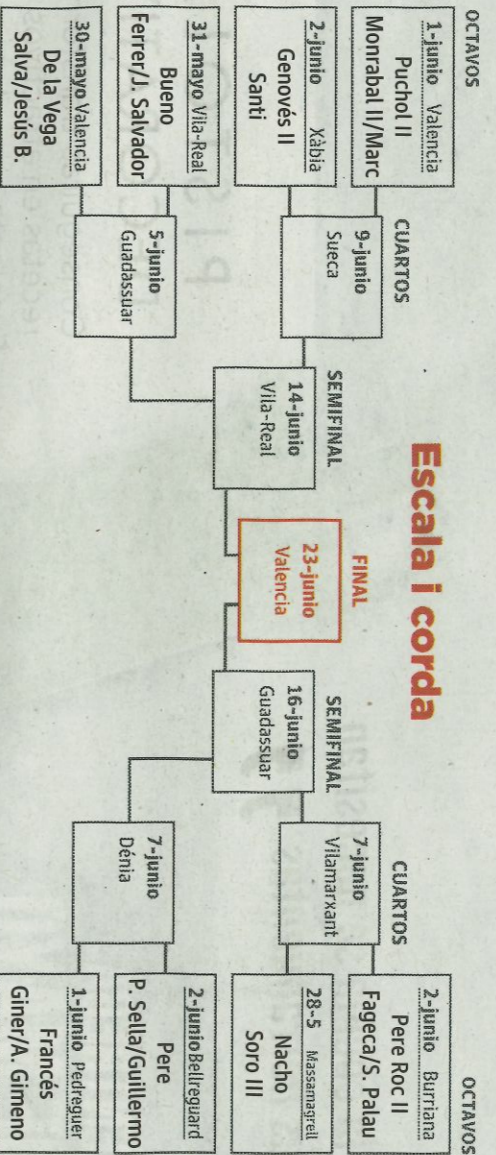 Escala i corda
OCTAVOS
1-junio Valencia
Puchol II
Monrabal II/Marc
2-junio Xàbia
Genovés II
Santi
31-mayo Vila-Real
Bueno
Ferrer/J. Salvador
30-mayo Valencia
De la Vega
Salva/Jesús B.
CUARTOS
9-junio
Sueca
5-junio
Guadassuar
SEMIFINAL
14-junio
Vila-Real
FINAL
23-junio
Valencia
SEMIFINAL
16-junio
Guadassuar
CUARTOS
7-junio
Vilamarxant
7-junio
Dénia
OCTAVOS
2-junio Burriana
Pere Roc II
Fageca/S. Palau
28-5 Massamagrell
Nacho
Soro III
2-junio Bellreguard
Pere
P. Sella/Guillermo
1-junio Pedreguer
Francés
Giner/A. Gimeno